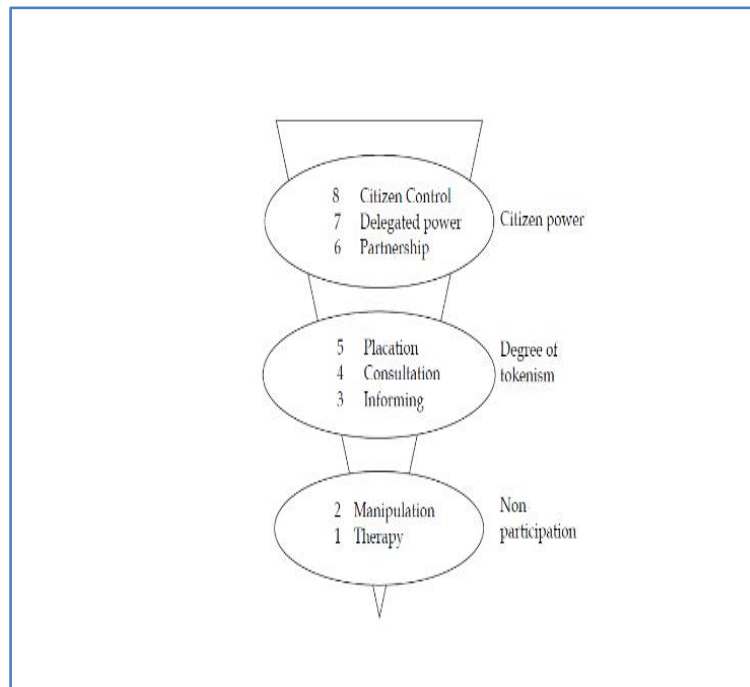 8 Citizen Control
7 Delegated power
6 Partnership
Citizen power
5 Placation
4 Consultation
3 Informing
Degree of
tokenism
2 Manipulation
1 Therapy
Non
participation